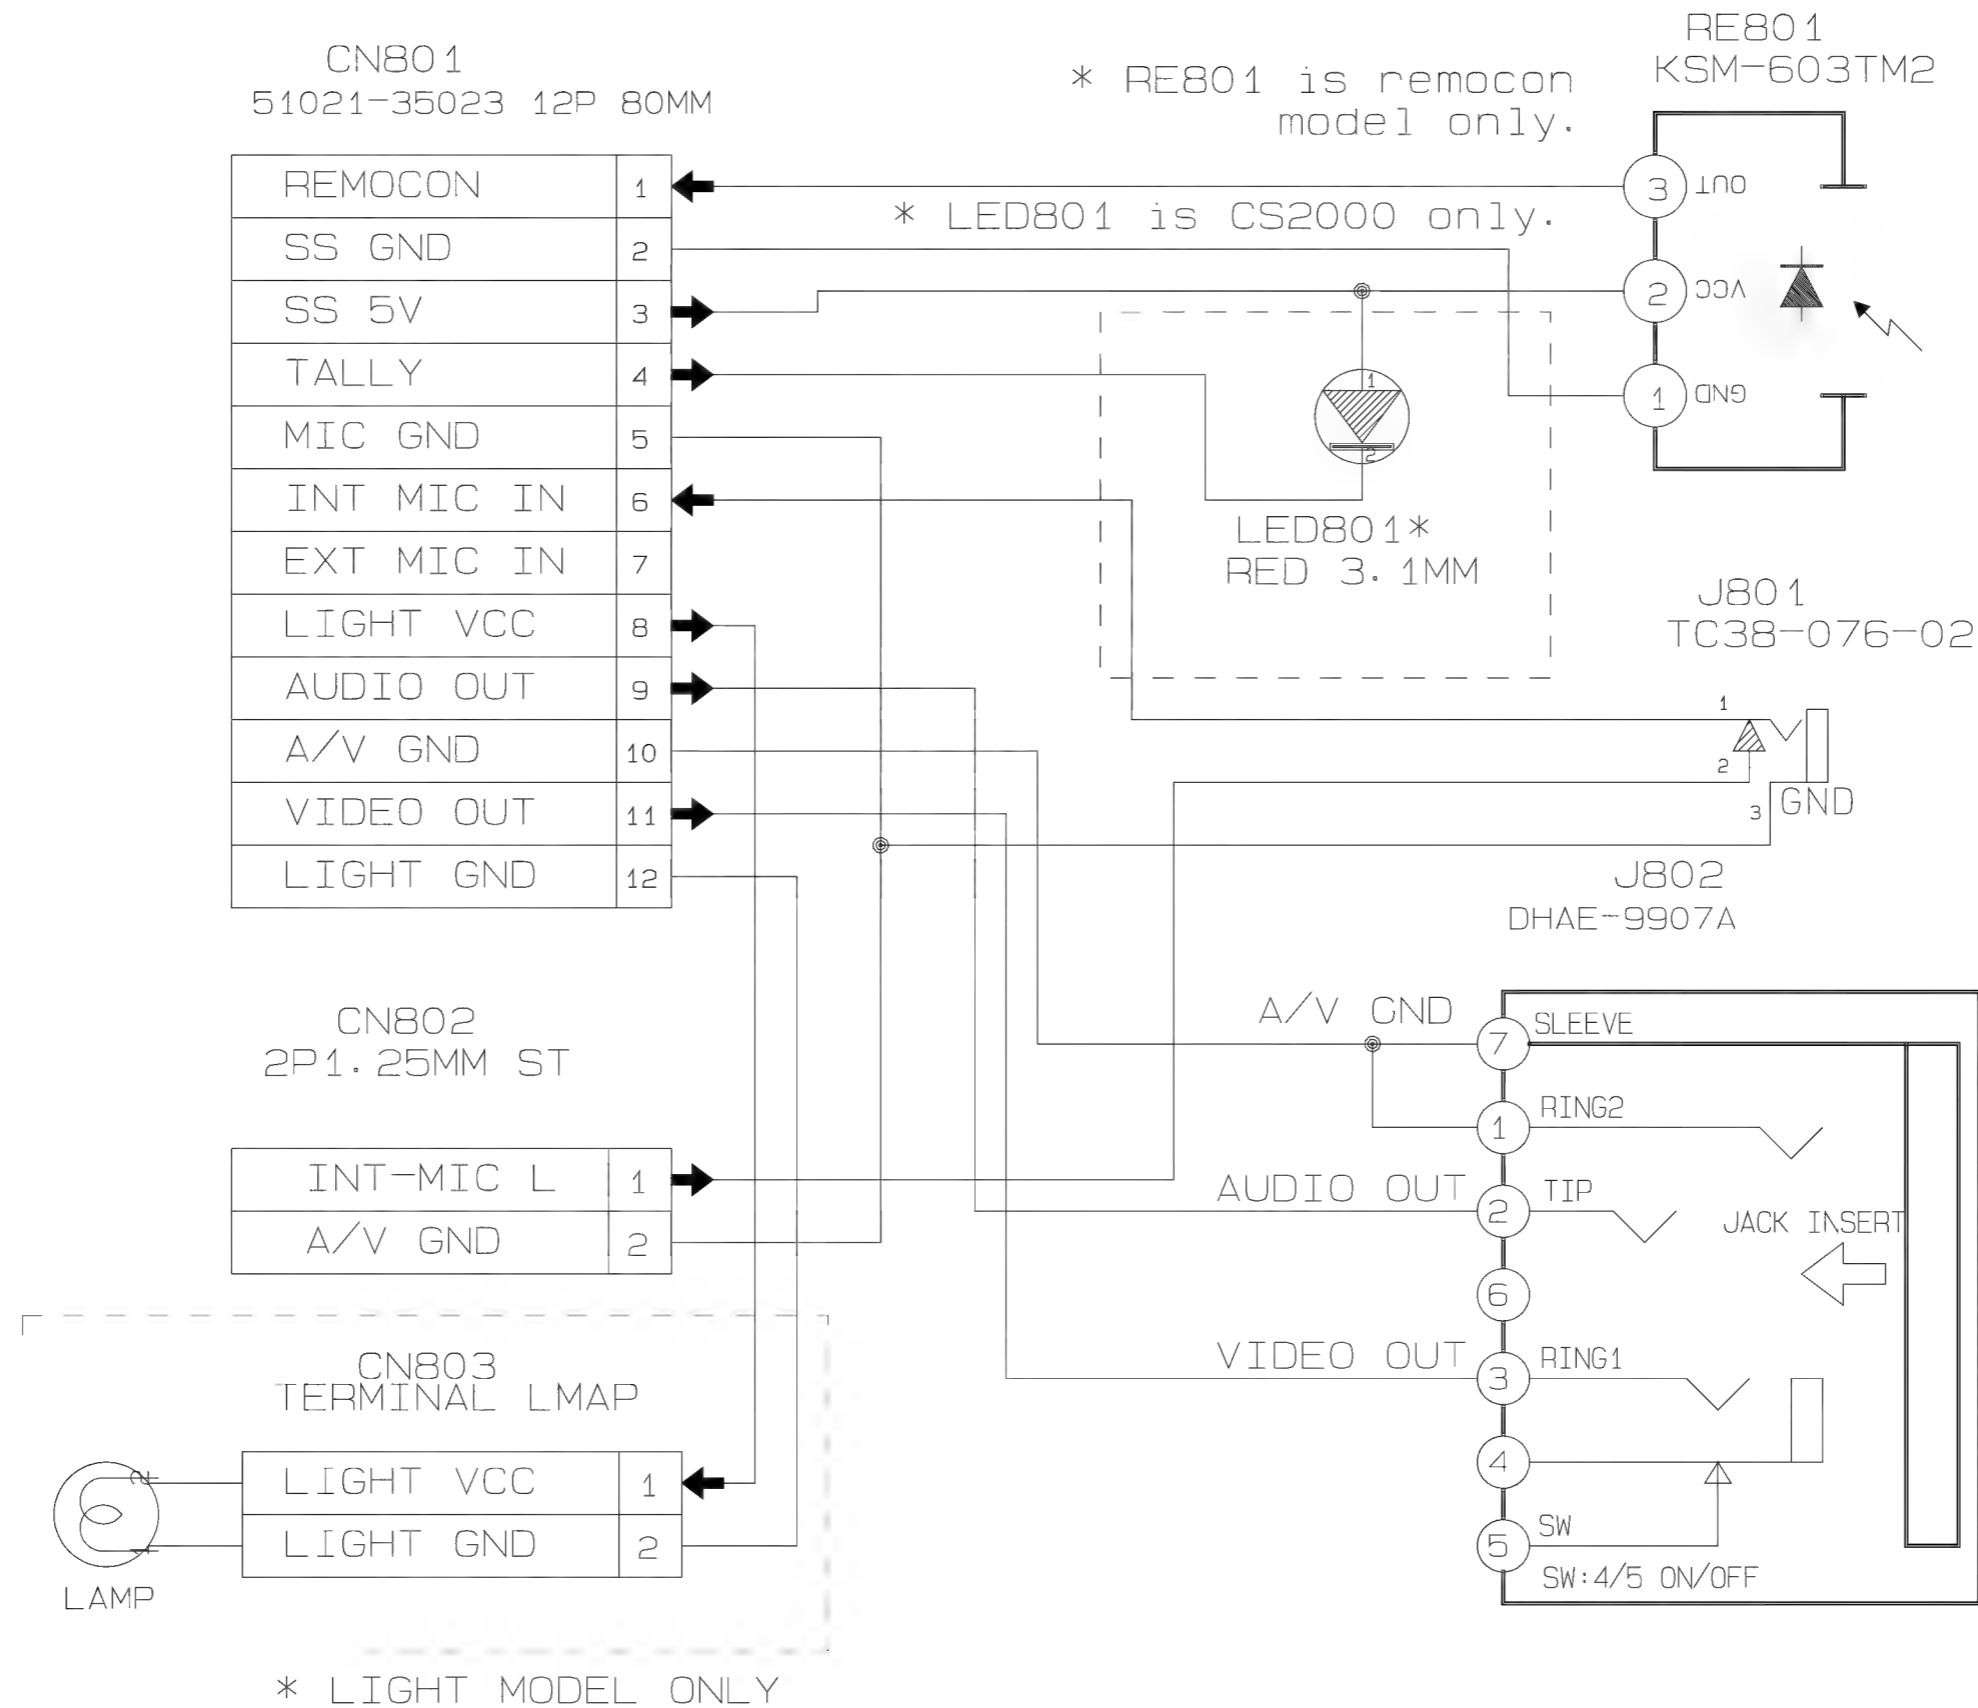 CN801
51021-35023 12P 80MM
REMOCON 1
SS GND 2
SS 5V 3
TALLY 4
MIC GND 5
INT MIC IN 6
EXT MIC IN 7
LIGHT VCC 8
AUDIO OUT 9
A/V GND 10
VIDEO OUT 11
LIGHT GND 12
* RE801 is remocon
model only.
* LED801 is CS2000 only.
RE801
KSM-603TM2
3 OUT
2 VCC
1 GND
1
2
LED801*
RED 3.1MM
J801
TC38-076-02
1
2
3 GND
J802
DHAE-9907A
A/V GND 7 SLEEVE
1 RING2
AUDIO OUT 2 TIP
JACK INSERT
6
VIDEO OUT 3 RING1
4
5 SW
SW:4/5 ON/OFF
CN802
2P1.25MM ST
INT-MIC L 1
A/V GND 2
CN803
TERMINAL LMAP
2 LIGHT VCC 1
1 LIGHT GND 2
LAMP
* LIGHT MODEL ONLY